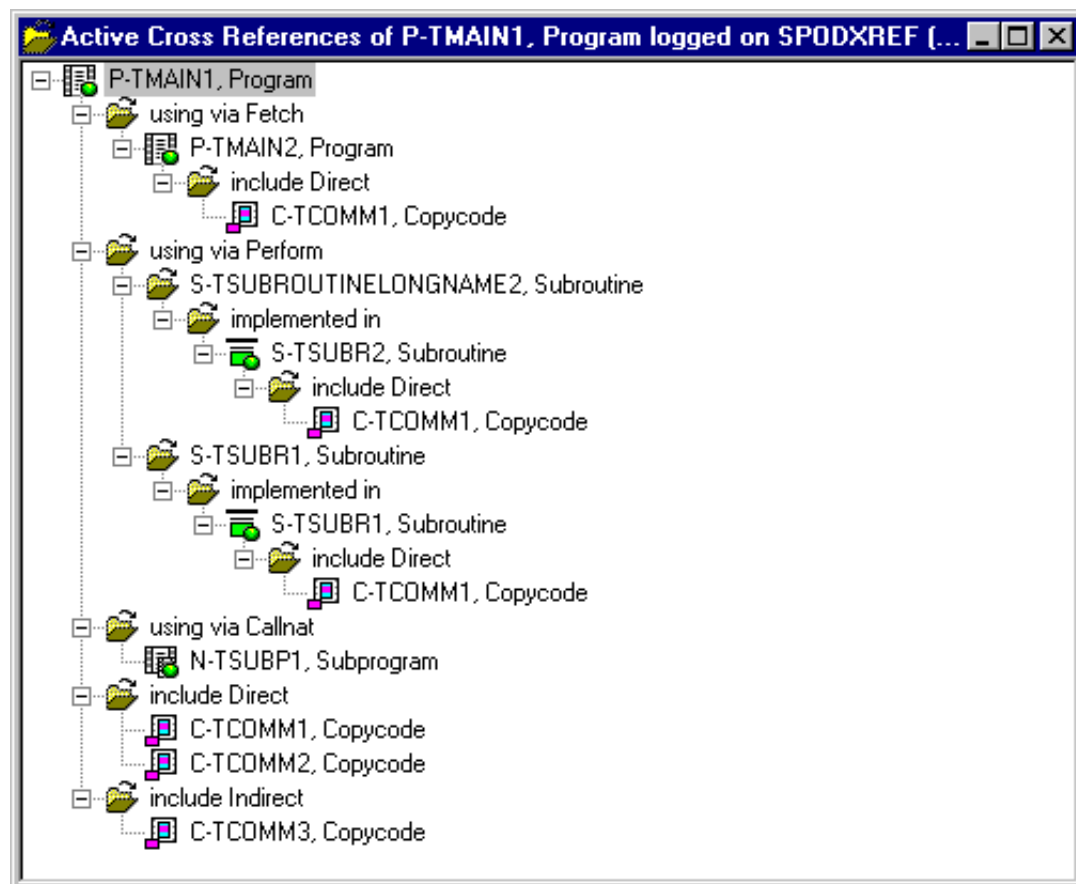 Active Cross References of P-TMAIN1, Program logged on SPODXREF (...
P-TMAIN1, Program
using via Fetch
P-TMAIN2, Program
include Direct
C-TCOMM1, Copycode
using via Perform
S-TSUBROUTINELONGNAME2, Subroutine
implemented in
S-TSUBR2, Subroutine
include Direct
C-TCOMM1, Copycode
S-TSUBR1, Subroutine
implemented in
S-TSUBR1, Subroutine
include Direct
C-TCOMM1, Copycode
using via Callnat
N-TSUBP1, Subprogram
include Direct
C-TCOMM1, Copycode
C-TCOMM2, Copycode
include Indirect
C-TCOMM3, Copycode